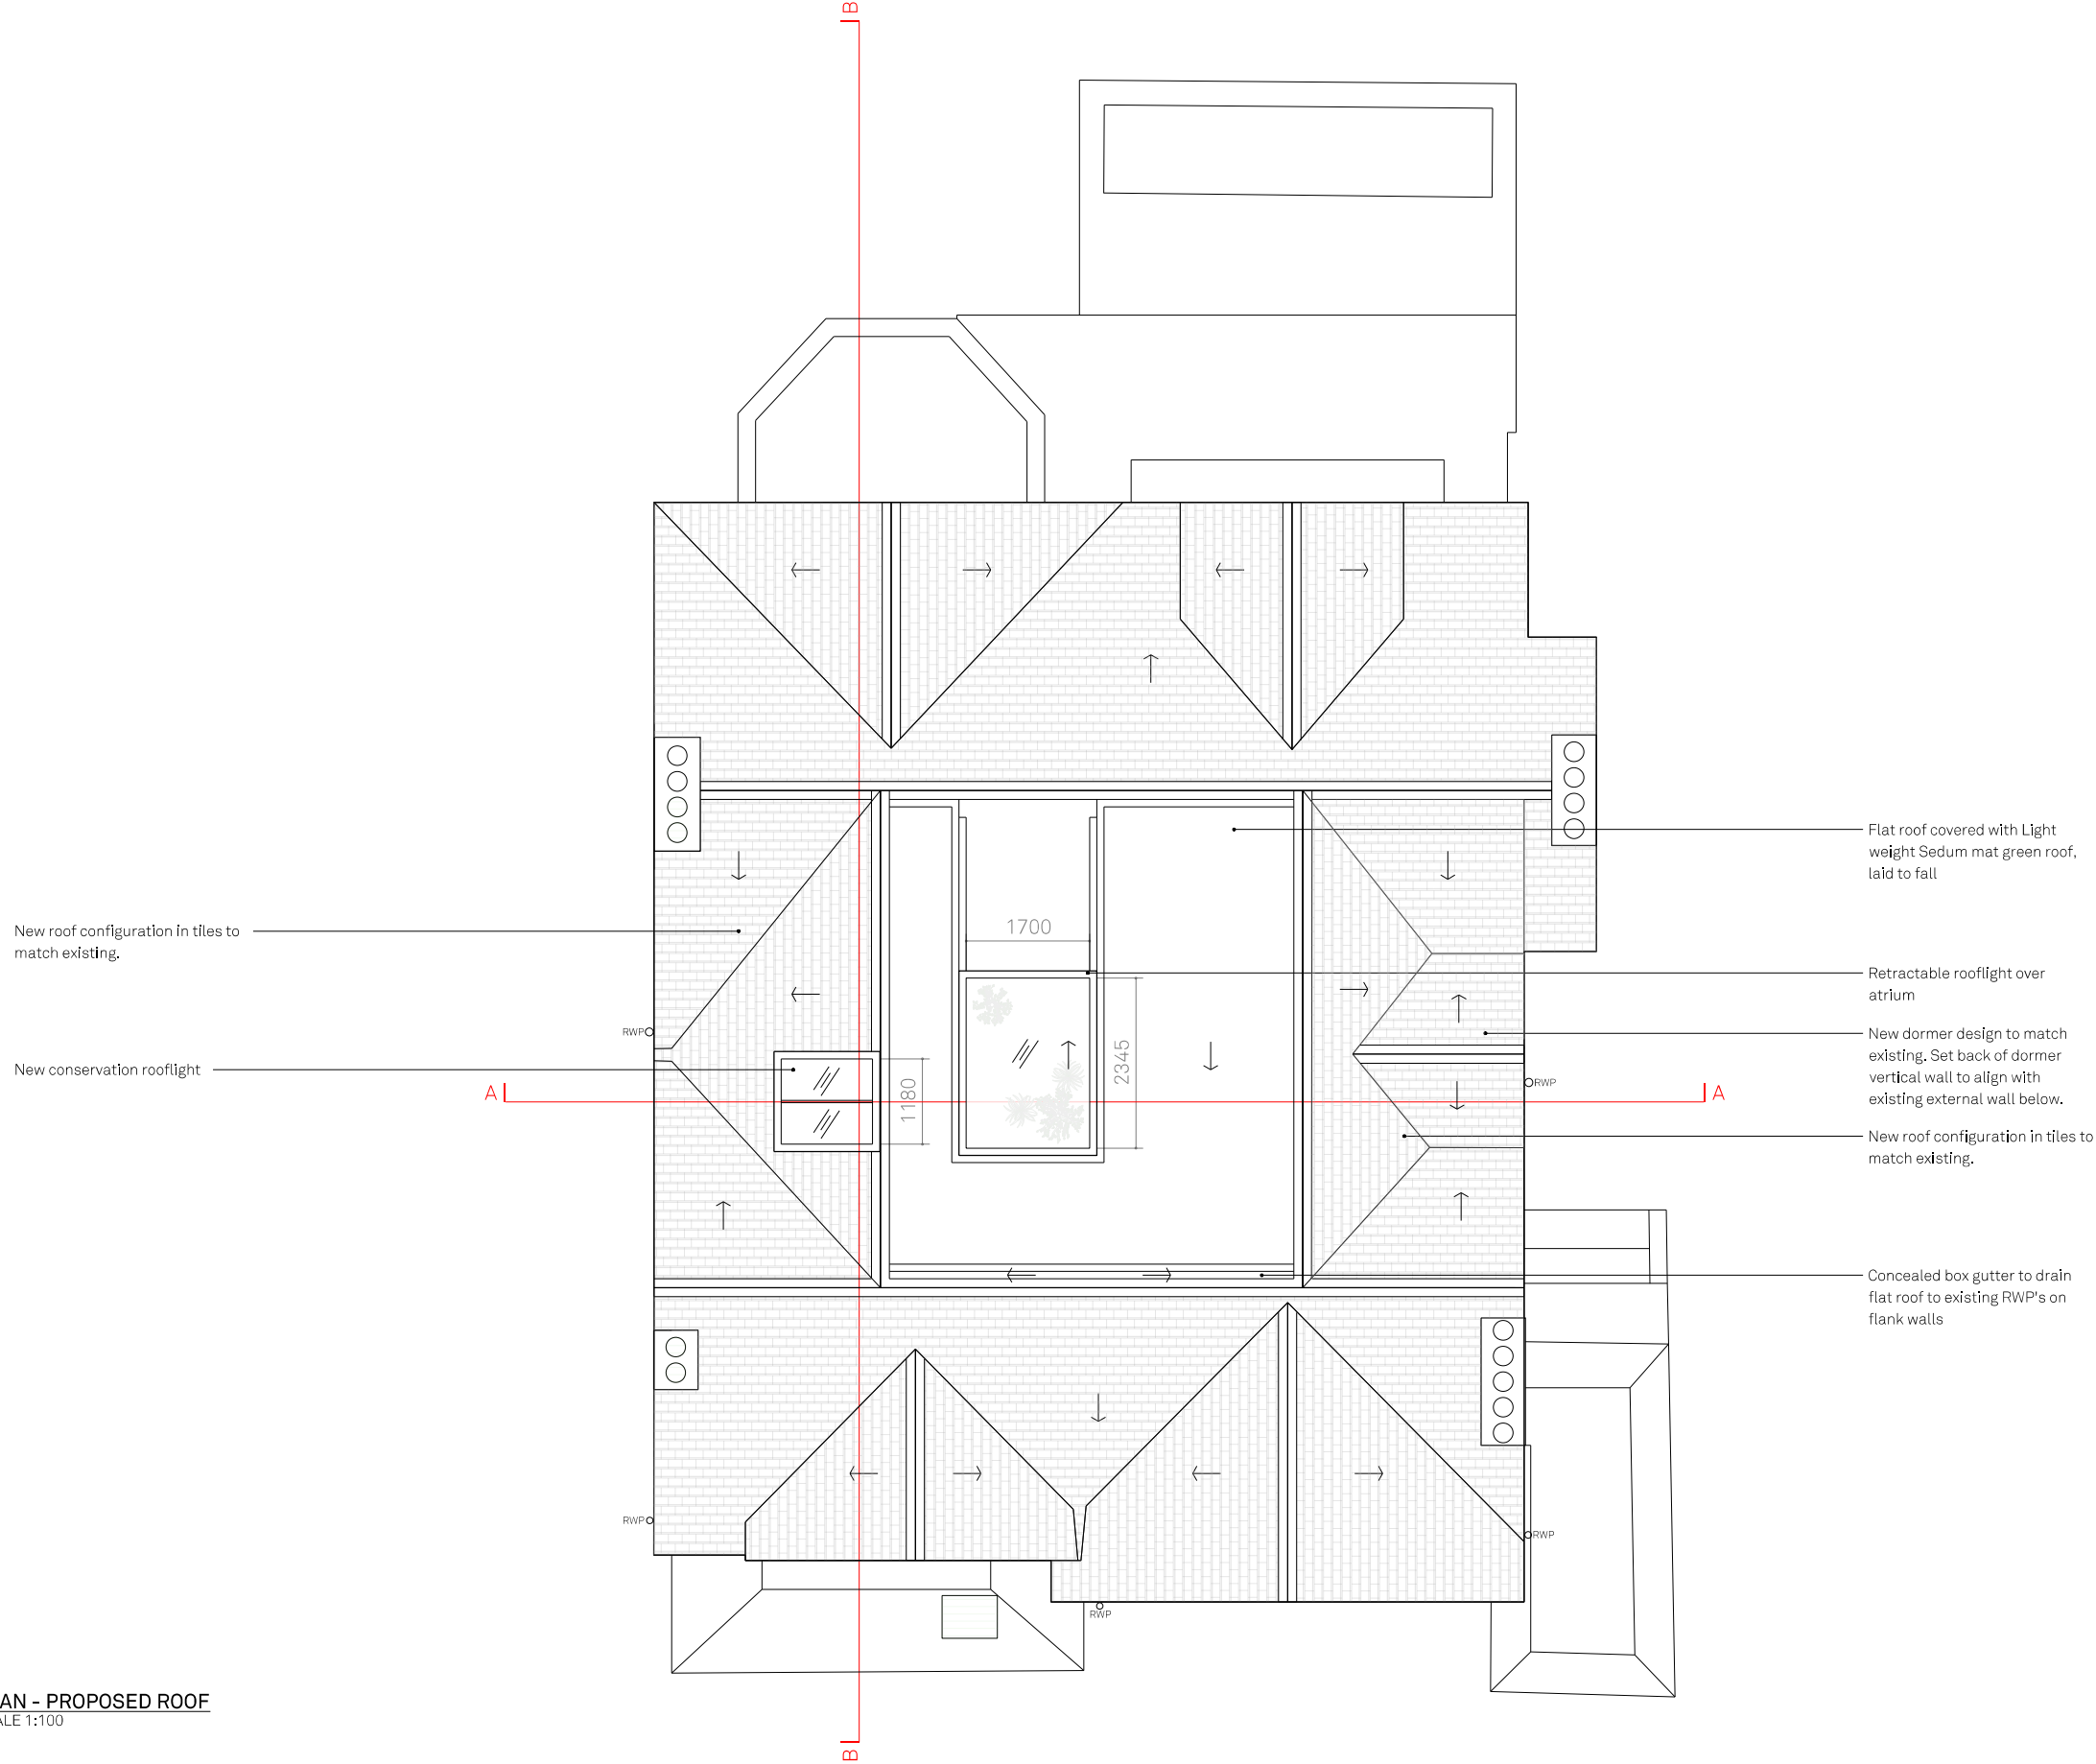 B
Flat roof covered with Light
weight Sedum mat green roof,
laid to fall
New roof configuration in tiles to
match existing.
1700
Retractable rooflight over
atrium
RWP
New conservation rooflight
1180
2345
New dormer design to match
existing. Set back of dormer
vertical wall to align with
existing external wall below.
RWP
A
A
New roof configuration in tiles to
match existing.
Concealed box gutter to drain
flat roof to existing RWP's on
flank walls
RWP
RWP
RWP
AN - PROPOSED ROOF
ALE 1:100
B